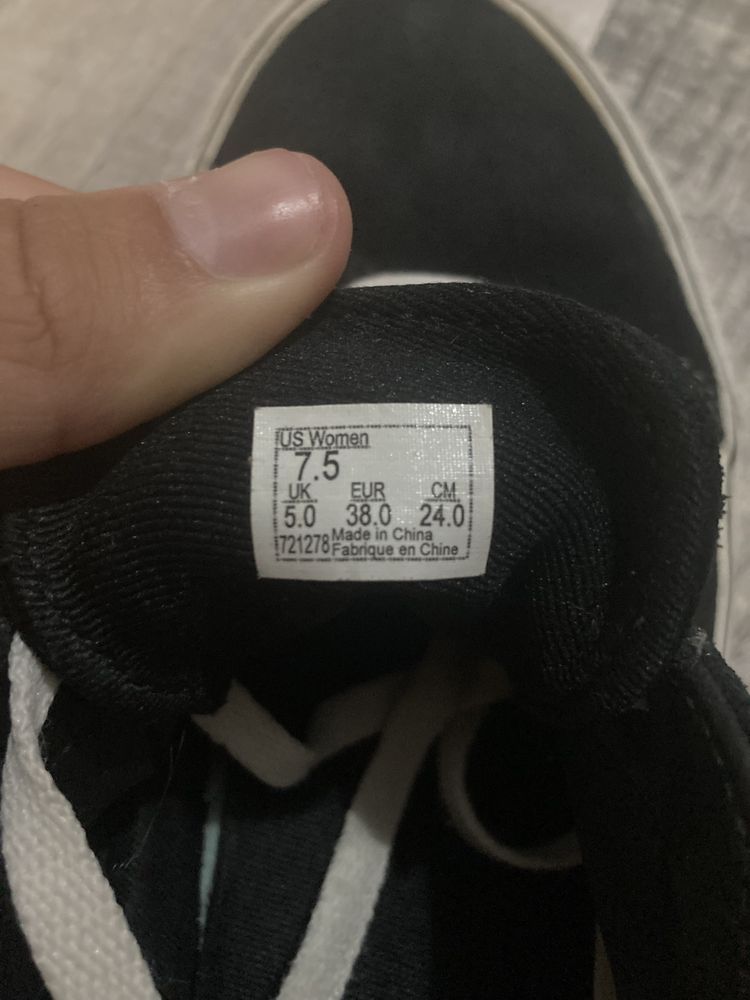 US Women
7.5
UK EUR CM
5.0 38.0 24.0
721278 Made in China
Fabrique en Chine